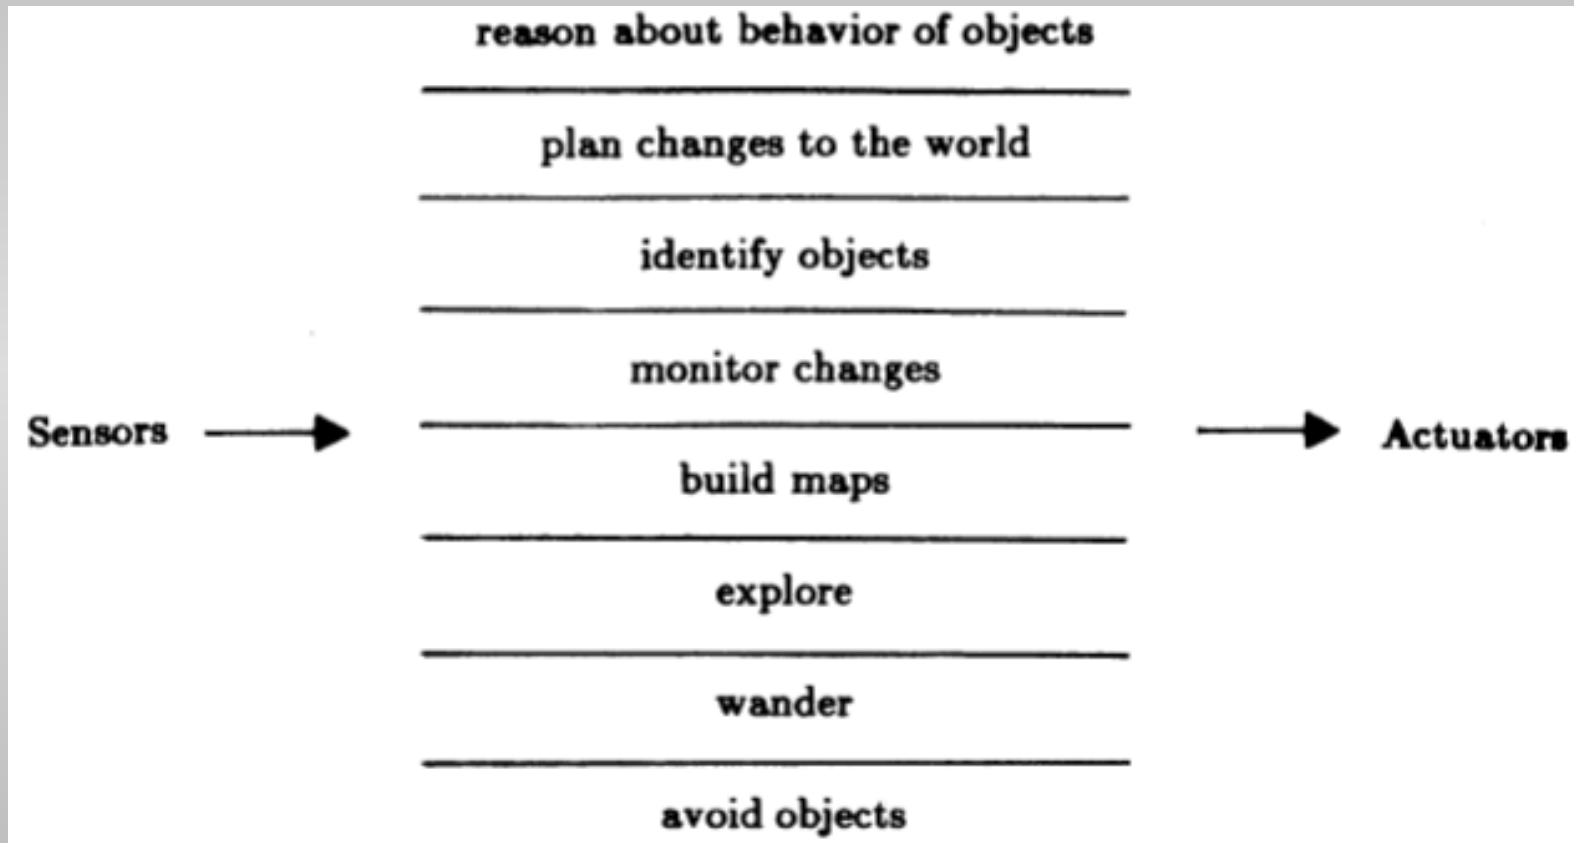 reason about behavior of objects
plan changes to the world
identify objects
monitor changes
Sensors
Actuators
build maps
explore
wander
avoid objects